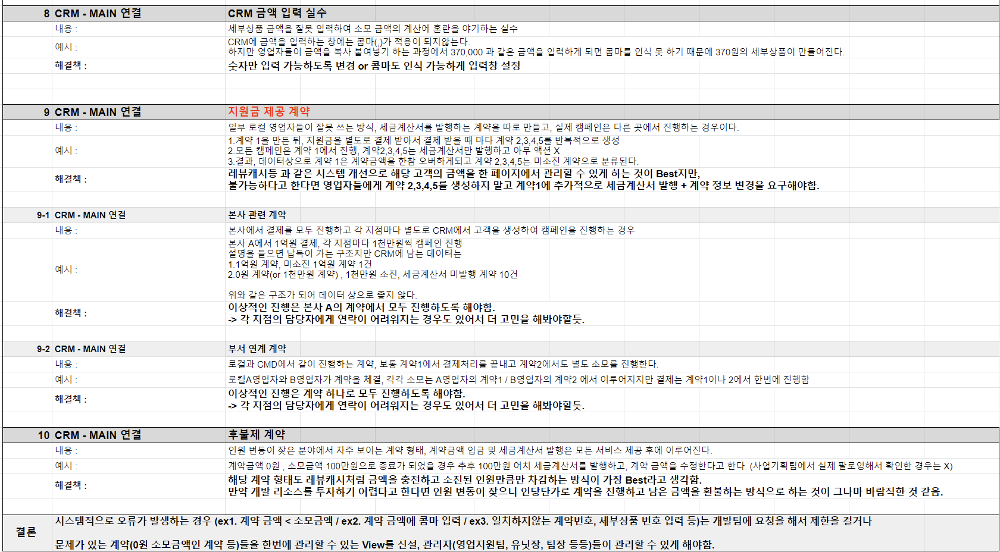 8 CRM - MAIN 연결 CRM 금액 입력 실수
내용 : 세부상품 금액을 잘못 입력하여 소모 금액의 계산에 혼란을 야기하는 실수
예시 : CRM에 금액을 입력하는 창에는 콤마(,)가 적용이 되지않는다.
하지만 영업자들이 금액을 복사 붙여넣기 하는 과정에서 370,000 과 같은 금액을 입력하게 되면 콤마를 인식 못 하기 때문에 370원의 세부상품이 만들어진다.
해결책 : 숫자만 입력 가능하도록 변경 or 콤마도 인식 가능하게 입력창 설정
9 CRM - MAIN 연결 지원금 제공 계약
내용 : 일부 로컬 영업자들이 잘못 쓰는 방식, 세금계산서를 발행하는 계약을 따로 만들고, 실제 캠페인은 다른 곳에서 진행하는 경우이다.
예시 : 1.계약 1을 만든 뒤, 지원금을 별도로 결제 받아서 결제 받을 때 마다 계약 2,3,4,5를 반복적으로 생성
2.모든 캠페인은 계약 1에서 진행, 계약2,3,4,5는 세금계산서만 발행하고 아무 액션 X
3.결과, 데이터상으로 계약 1은 계약금액을 한참 오버하게되고 계약 2,3,4,5는 미소진 계약으로 분류된다.
해결책 : 레뷰캐시등 과 같은 시스템 개선으로 해당 고객의 금액을 한 페이지에서 관리할 수 있게 하는 것이 Best지만,
불가능하다고 한다면 영업자들에게 계약 2,3,4,5를 생성하지 말고 계약1에 추가적으로 세금계산서 발행 + 계약 정보 변경을 요구해야함.
9-1 CRM - MAIN 연결 본사 관련 계약
내용 : 본사에서 결제를 모두 진행하고 각 지점마다 별도로 CRM에서 고객을 생성하여 캠페인을 진행하는 경우
예시 : 본사 A에서 1억원 결제, 각 지점마다 1천만원씩 캠페인 진행
설명을 들으면 납득이 가는 구조지만 CRM에 남는 데이터는
1.1억원 계약, 미소진 1억원 계약 1건
2.0원 계약(or 1천만원 계약) , 1천만원 소진, 세금계산서 미발행 계약 10건
위와 같은 구조가 되어 데이터 상으로 좋지 않다.
해결책 : 이상적인 진행은 본사 A의 계약에서 모두 진행하도록 해야함.
-> 각 지점의 담당자에게 연락이 어려워지는 경우도 있어서 더 고민을 해봐야할듯.
9-2 CRM - MAIN 연결 부서 연계 계약
내용 : 로컬과 CMD에서 같이 진행하는 계약, 보통 계약1에서 결제처리를 끝내고 계약2에서도 별도 소모를 진행한다.
예시 : 로컬A영업자와 B영업자가 계약을 체결, 각각 소모는 A영업자의 계약1 / B영업자의 계약2 에서 이루어지지만 결제는 계약1이나 2에서 한번에 진행함
해결책 : 이상적인 진행은 계약 하나로 모두 진행하도록 해야함.
-> 각 지점의 담당자에게 연락이 어려워지는 경우도 있어서 더 고민을 해봐야할듯.
10 CRM - MAIN 연결 후불제 계약
내용 : 인원 변동이 잦은 분야에서 자주 보이는 계약 형태, 계약금액 입금 및 세금계산서 발행은 모든 서비스 제공 후에 이루어진다.
예시 : 계약금액 0원 , 소모금액 100만원으로 종료가 되었을 경우 추후 100만원 어치 세금계산서를 발행하고, 계약 금액을 수정한다고 한다. (사업기획팀에서 실제 팔로잉해서 확인한 경우는 X)
해결책 : 해당 계약 형태도 레뷰캐시처럼 금액을 충전하고 소진된 인원만큼만 차감하는 방식이 가장 Best라고 생각함.
만약 개발 리소스를 투자하기 어렵다고 한다면 인원 변동이 잦으니 인당단가로 계약을 진행하고 남은 금액을 환불하는 방식으로 하는 것이 그나마 바람직한 것 같음.
결론 시스템적으로 오류가 발생하는 경우 (ex1. 계약 금액 < 소모금액 / ex2. 계약 금액에 콤마 입력 / ex3. 일치하지않는 계약번호, 세부상품 번호 입력 등)는 개발팀에 요청을 해서 제한을 걸거나
문제가 있는 계약(0원 소모금액인 계약 등)들을 한번에 관리할 수 있는 View를 신설, 관리자(영업지원팀, 유닛장, 팀장 등등)들이 관리할 수 있게 해야함.